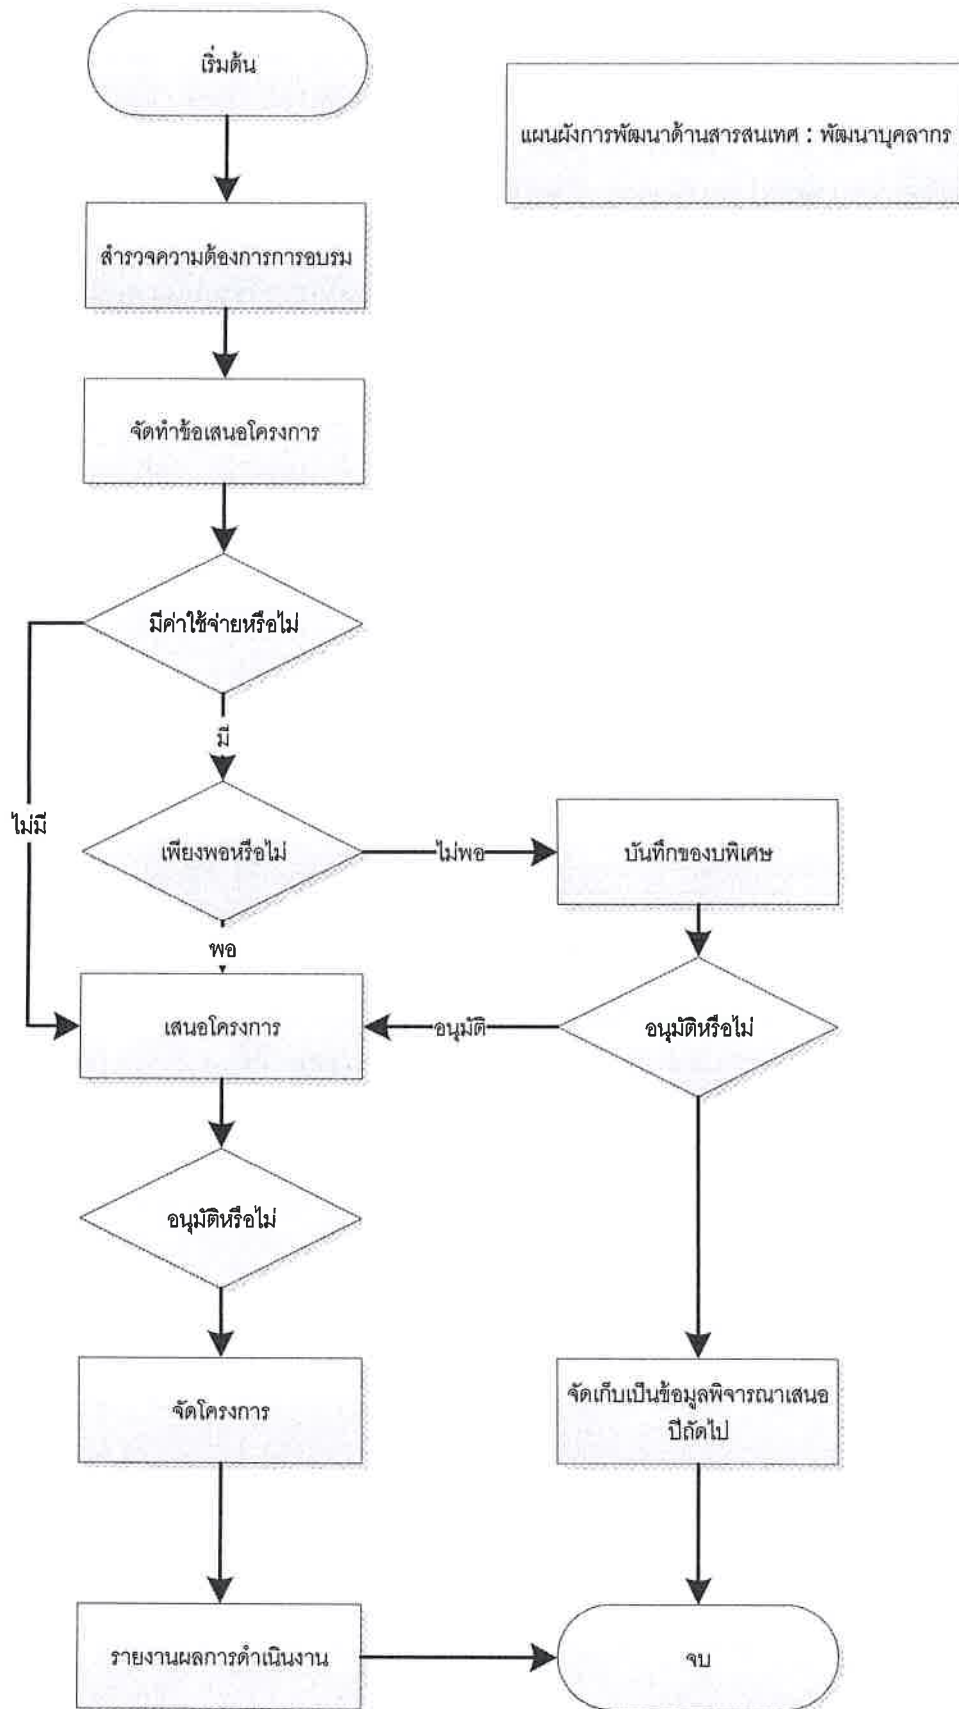 เริ่มต้น
แผนผังการพัฒนาด้านสารสนเทศ : พัฒนาบุคลากร
สำรวจความต้องการการอบรม
จัดทำข้อเสนอโครงการ
มีค่าใช้จ่ายหรือไม่
มี
ไม่มี
เพียงพอหรือไม่
ไม่พอ
บันทึกของบพิเศษ
พอ
เสนอโครงการ
อนุมัติ
อนุมัติหรือไม่
อนุมัติหรือไม่
จัดโครงการ
จัดเก็บเป็นข้อมูลพิจารณาเสนอ
ปีถัดไป
รายงานผลการดำเนินงาน
จบ